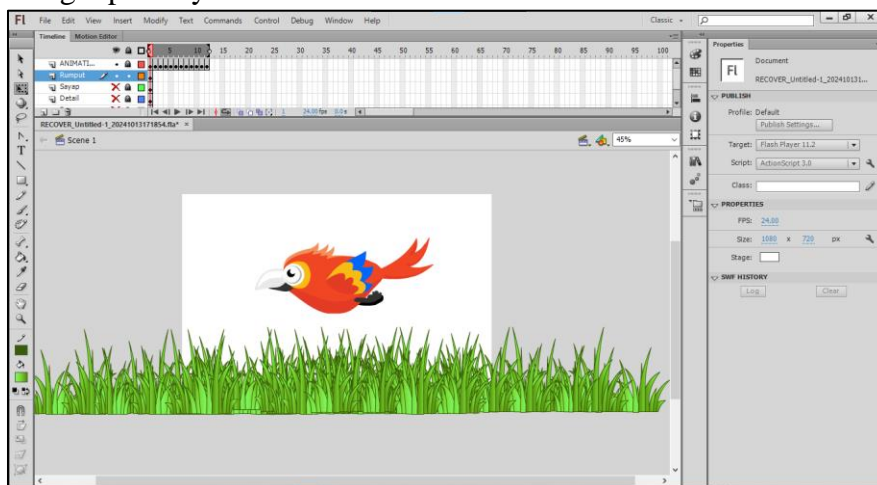 Fl File Edit View Insert Modify Text Commands Control Debug Window Help Classic
Timeline Motion Editor
5 10 15 20 25 30 35 40 45 50 55 60 65 70 75 80 85 90 95 100
ANIMATI...
Rumput
Sayap
Detail
24.00 fps 0.0 s
RECOVER_Untitled-1_20241013171854.fla*
Scene 1
45%
Properties
Fl
Document
RECOVER_Untitled-1_202410131...
PUBLISH
Profile: Default
Publish Settings...
Target: Flash Player 11.2
Script: ActionScript 3.0
Class:
PROPERTIES
FPS: 24.00
Size: 1080 x 720 px
Stage:
SWF HISTORY
Log Clear